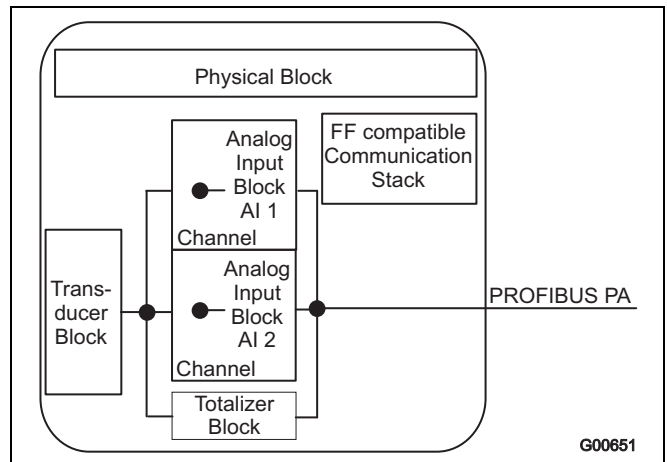 Physical Block
Analog
Input
Block
AI 1
Channel
FF compatible
Communication
Stack
Trans-
ducer
Block
Analog
Input
Block
AI 2
Channel
PROFIBUS PA
Totalizer
Block
G00651